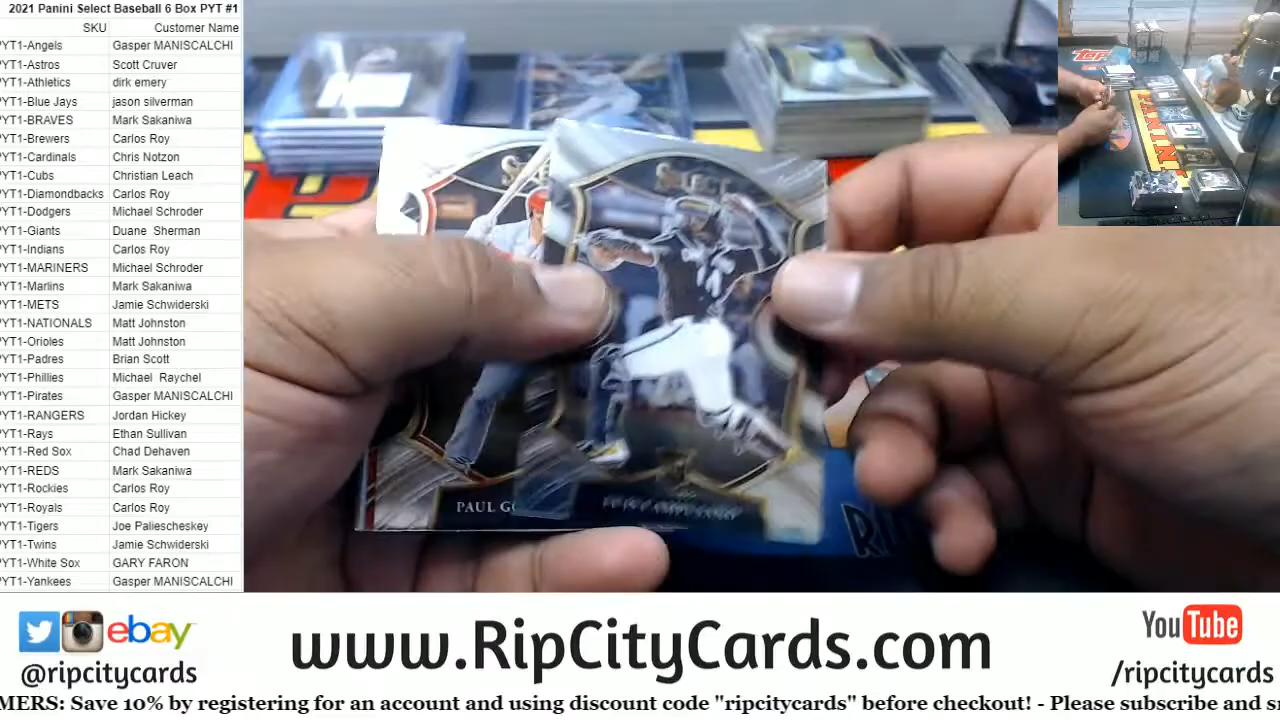 2021 Panini Select Baseball 6 Box PYT #1
SKU Customer Name
PYT1-Angels Gasper MANISCALCHI
PYT1-Astros Scott Cruver
PYT1-Athletics dirk emery
PYT1-Blue Jays jason silverman
PYT1-BRAVES Mark Sakaniwa
PYT1-Brewers Carlos Roy
PYT1-Cardinals Chris Notzon
PYT1-Cubs Christian Leach
PYT1-Diamondbacks Carlos Roy
PYT1-Dodgers Michael Schroder
PYT1-Giants Duane Sherman
PYT1-Indians Carlos Roy
PYT1-MARINERS Michael Schroder
PYT1-Marlins Mark Sakaniwa
PYT1-METS Jamie Schwiderski
PYT1-NATIONALS Matt Johnston
PYT1-Orioles Matt Johnston
PYT1-Padres Brian Scott
PYT1-Phillies Michael Raychel
PYT1-Pirates Gasper MANISCALCHI
PYT1-RANGERS Jordan Hickey
PYT1-Rays Ethan Sullivan
PYT1-Red Sox Chad Dehaven
PYT1-REDS Mark Sakaniwa
PYT1-Rockies Carlos Roy
PYT1-Royals Carlos Roy
PYT1-Tigers Joe Paliescheskey
PYT1-Twins Jamie Schwiderski
PYT1-White Sox GARY FARON
PYT1-Yankees Gasper MANISCALCHI
SELECT
PAUL G
PANINI
ebay
@ripcitycards
www.RipCityCards.com
YouTube
/ripcitycards
MERS: Save 10% by registering for an account and using discount code "ripcitycards" before checkout! - Please subscribe and s